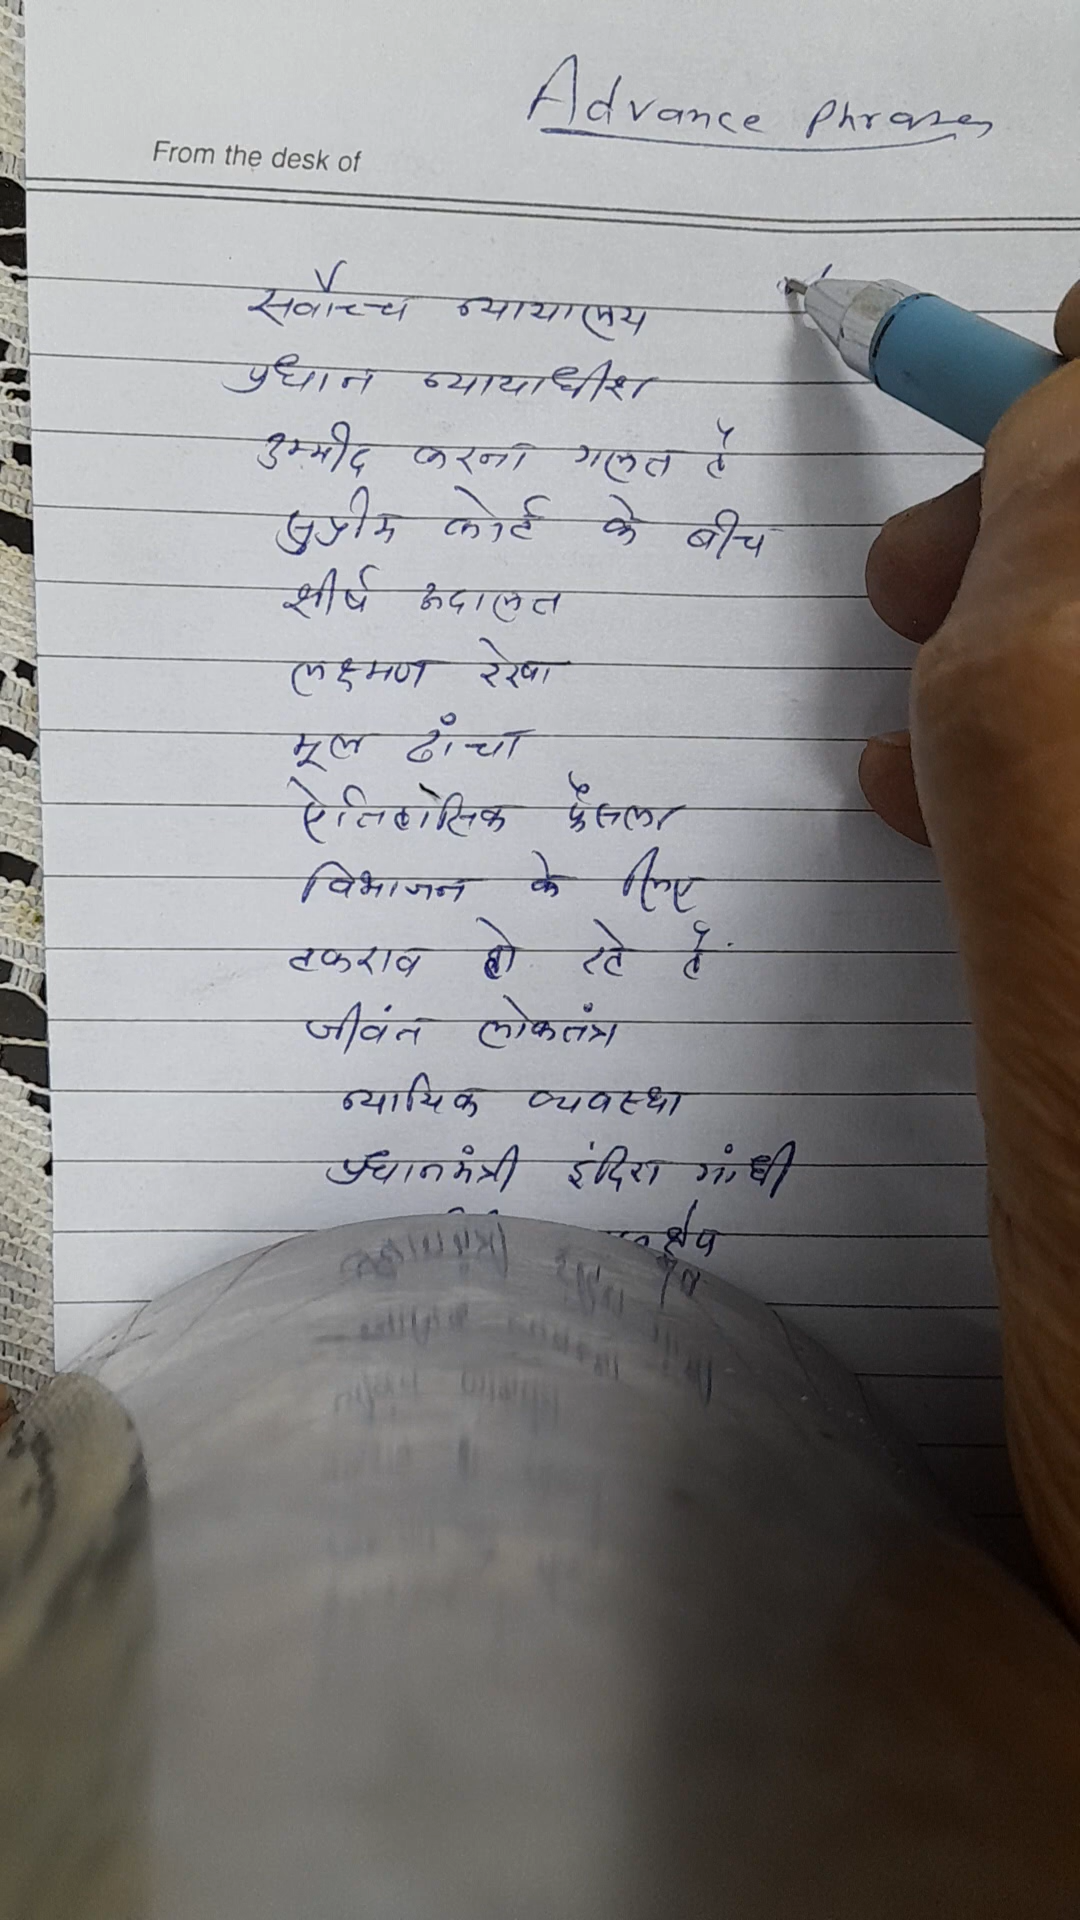 Advance Phrases
From the desk of
सर्वोच्च न्यायालय
प्रधान न्यायाधीश
उम्मीद करना गलत है
सुप्रीम कोर्ट के बीच
शीर्ष अदालत
लक्ष्मण रेखा
मूल ढांचा
ऐतिहासिक फैसला
विभाजन के लिए
टकराव हो रहे हैं
जीवंत लोकतंत्र
न्यायिक व्यवस्था
प्रधानमंत्री इंदिरा गांधी